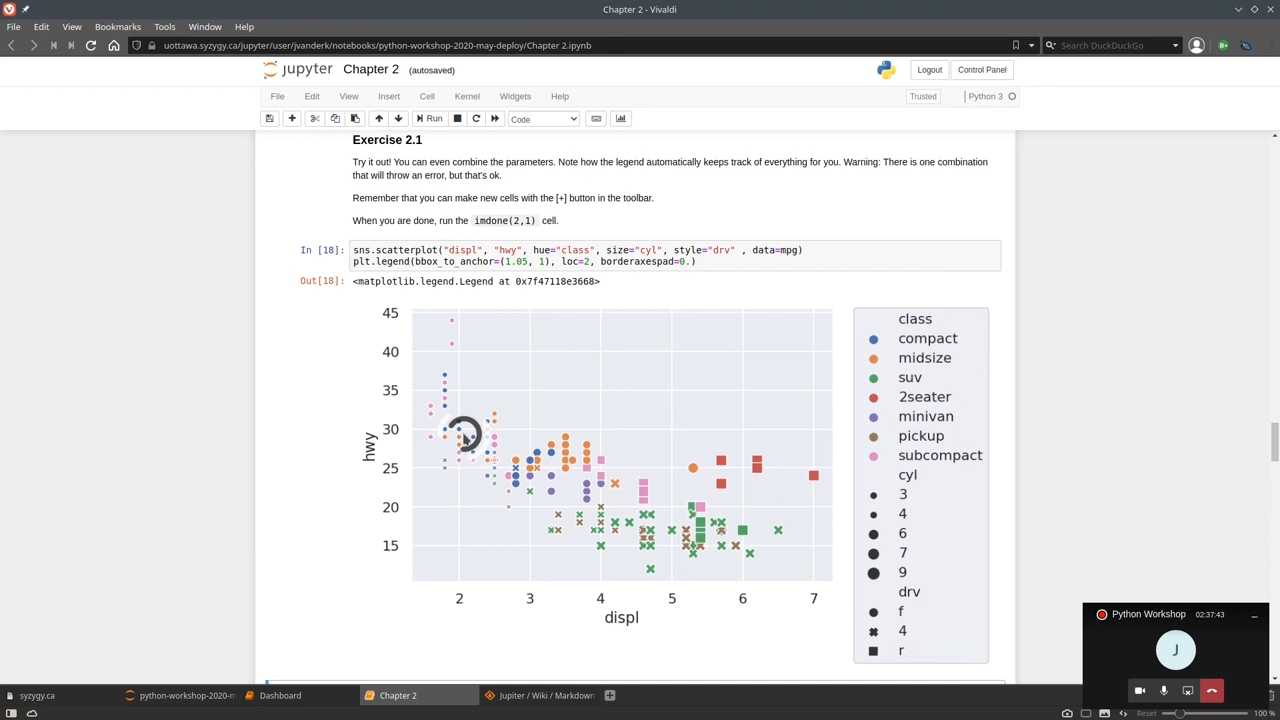 Chapter 2 - Vivaldi
File Edit View Bookmarks Tools Window Help
uottawa.syzygy.ca/jupyter/user/jvanderk/notebooks/python-workshop-2020-may-deploy/Chapter 2.ipynb
Search DuckDuckGo
jupyter Chapter 2 (autosaved)
Logout Control Panel
File Edit View Insert Cell Kernel Widgets Help
Trusted Python 3
Run Code
Exercise 2.1
Try it out! You can even combine the parameters. Note how the legend automatically keeps track of everything for you. Warning: There is one combination
that will throw an error, but that's ok.
Remember that you can make new cells with the [+] button in the toolbar.
When you are done, run the imdone(2,1) cell.
In [18]: sns.scatterplot("displ", "hwy", hue="class", size="cyl", style="drv" , data=mpg)
plt.legend(bbox_to_anchor=(1.05, 1), loc=2, borderaxespad=0.)
Out[18]: <matplotlib.legend.Legend at 0x7f47118e3668>
45
40
35
30
25
20
15
hwy
2 3 4 5 6 7
displ
class
compact
midsize
suv
2seater
minivan
pickup
subcompact
cyl
3
4
6
7
9
drv
f
4
r
Python Workshop 02:37:43
J
syzygy.ca
python-workshop-2020-m
Dashboard
Chapter 2
Jupiter / Wiki / Markdown
Reset 100 %